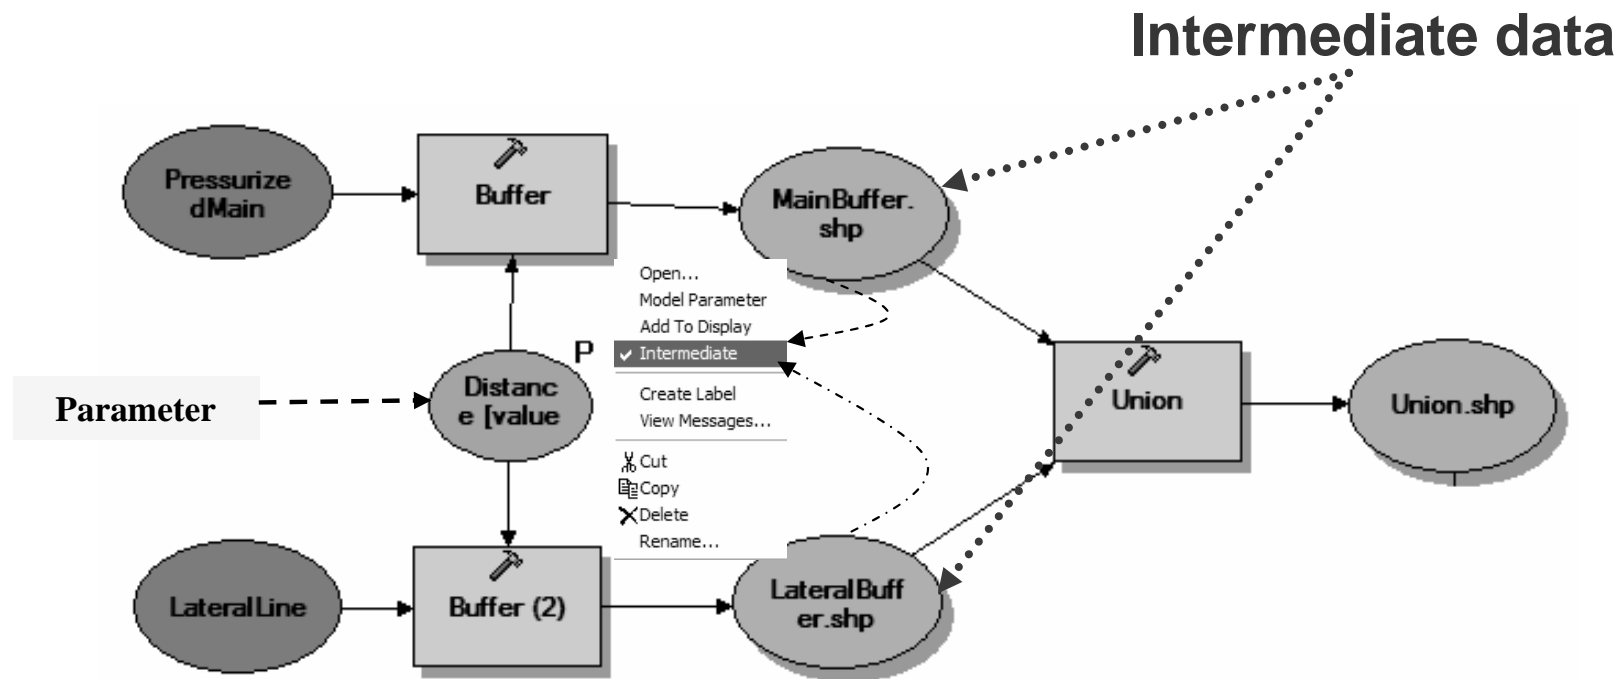 Intermediate data
Pressurize
dMain
Buffer
MainBuffer.
shp
Open...
Model Parameter
Add To Display
Intermediate
Create Label
View Messages...
Cut
Copy
Delete
Rename...
P
Parameter
Distanc
e [value
Union
Union.shp
LateralLine
Buffer (2)
LateralBuff
er.shp